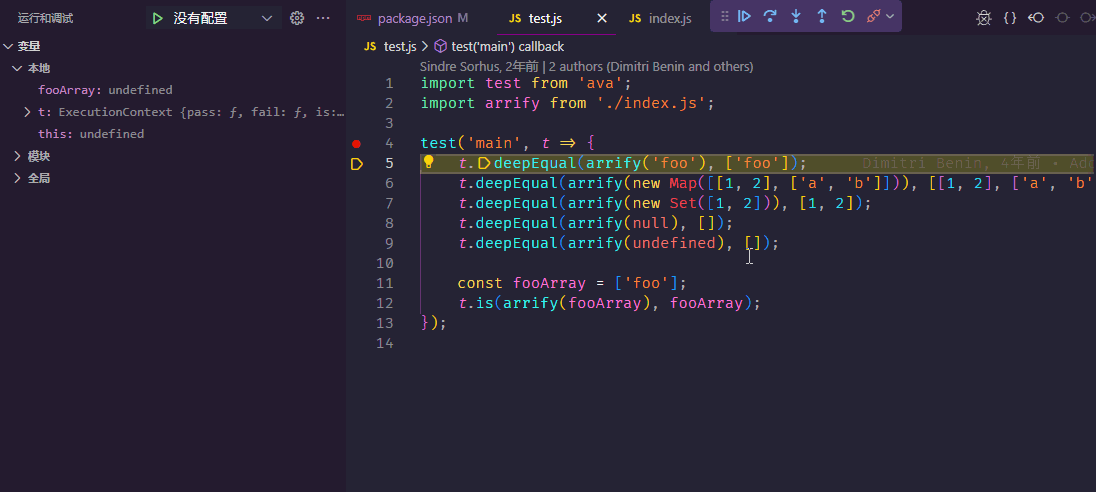 运行和调试
没有配置
变量
本地
fooArray: undefined
t: ExecutionContext {pass: ƒ, fail: ƒ, is:…
this: undefined
模块
全局
package.json M
JS test.js
JS index.js
JS test.js > test('main') callback
Sindre Sorhus, 2年前 | 2 authors (Dimitri Benin and others)
1 import test from 'ava';
2 import arrify from './index.js';
3
4 test('main', t => {
5 t.deepEqual(arrify('foo'), ['foo']); Dimitri Benin, 4年前 • Add
6 t.deepEqual(arrify(new Map([[1, 2], ['a', 'b']])), [[1, 2], ['a', 'b'
7 t.deepEqual(arrify(new Set([1, 2])), [1, 2]);
8 t.deepEqual(arrify(null), []);
9 t.deepEqual(arrify(undefined), []);
10
11 const fooArray = ['foo'];
12 t.is(arrify(fooArray), fooArray);
13 });
14